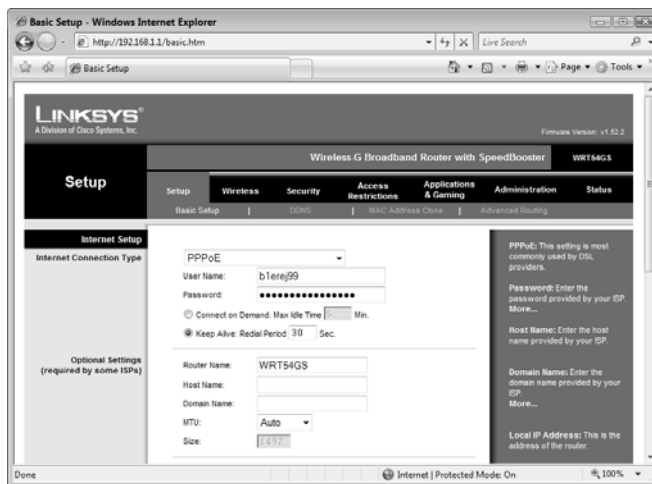 Basic Setup - Windows Internet Explorer
http://192.168.1.1/basic.htm
Live Search
Basic Setup
Page
Tools
LINKSYS®
A Division of Cisco Systems, Inc.
Firmware Version: v1.52.2
Wireless-G Broadband Router with SpeedBooster WRT54GS
Setup
Setup Wireless Security Access Restrictions Applications & Gaming Administration Status
Basic Setup | DDNS | MAC Address Clone | Advanced Routing
Internet Setup
Internet Connection Type
PPPoE
User Name: b1erej99
Password: ••••••••••••••••
Connect on Demand: Max Idle Time 5 Min.
Keep Alive: Redial Period 30 Sec.
Optional Settings
(required by some ISPs)
Router Name: WRT54GS
Host Name:
Domain Name:
MTU: Auto
Size: 1492
PPPoE: This setting is most
commonly used by DSL
providers.
Password: Enter the
password provided by your ISP.
More...
Host Name: Enter the host
name provided by your ISP.
Domain Name: Enter the
domain name provided by your
ISP.
More...
Local IP Address: This is the
address of the router.
Done
Internet | Protected Mode: On
100%